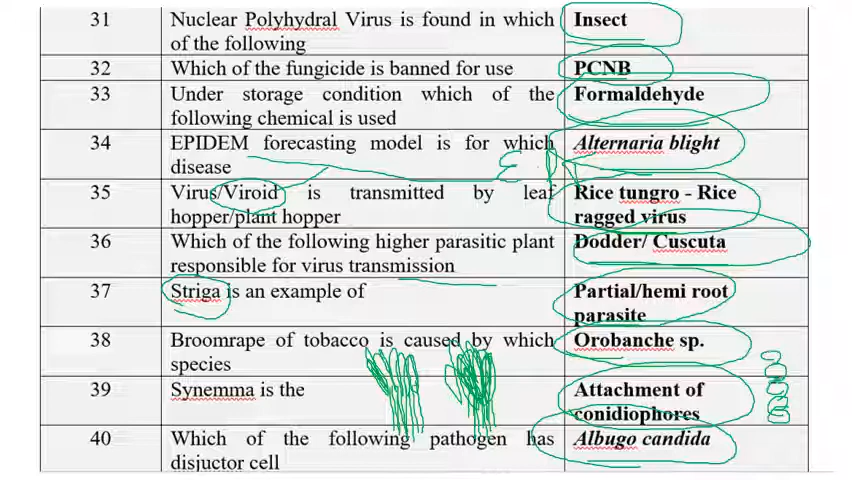 31 Nuclear Polyhydral Virus is found in which Insect
of the following
32 Which of the fungicide is banned for use PCNB
33 Under storage condition which of the Formaldehyde
following chemical is used
34 EPIDEM forecasting model is for which Alternaria blight
disease
35 Virus/Viroid is transmitted by leaf Rice tungro - Rice
hopper/plant hopper ragged virus
36 Which of the following higher parasitic plant Dodder/ Cuscuta
responsible for virus transmission
37 Striga is an example of Partial/hemi root
parasite
38 Broomrape of tobacco is caused by which Orobanche sp.
species
39 Synemma is the Attachment of
conidiophores
40 Which of the following pathogen has Albugo candida
disjuctor cell